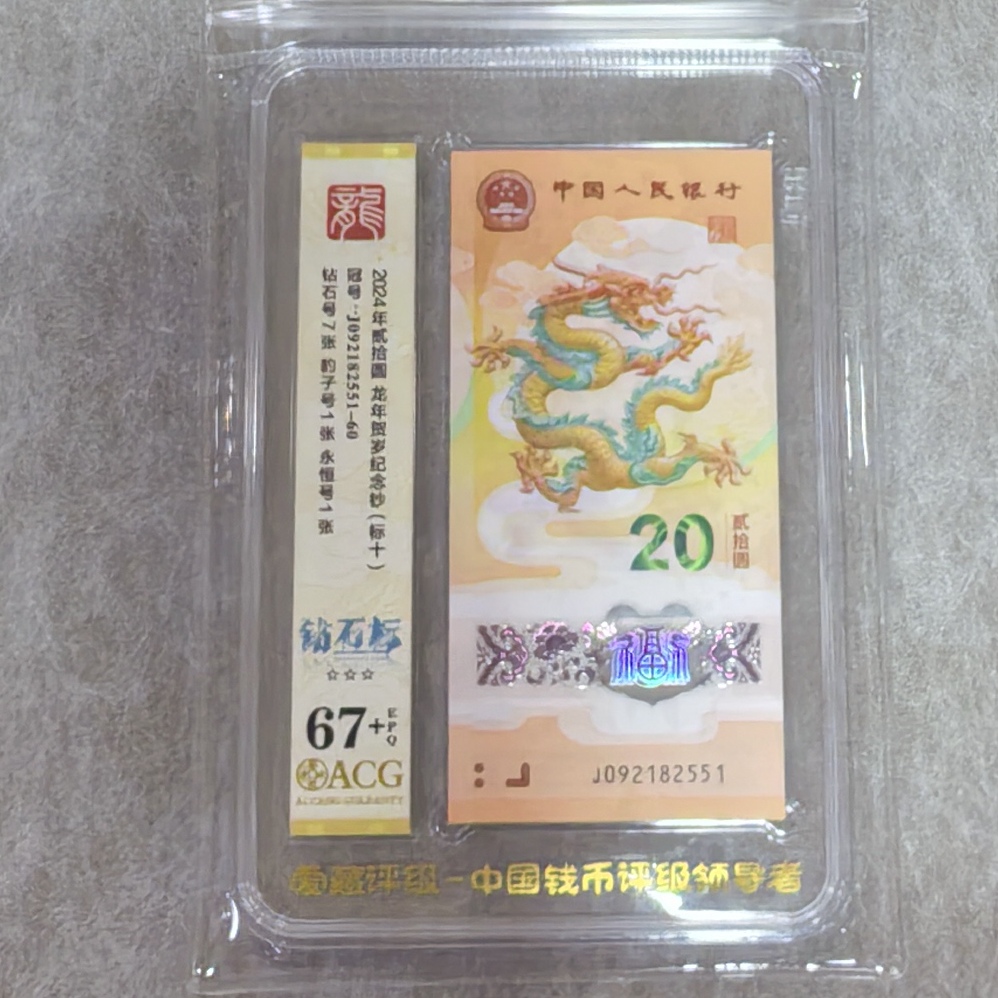 龍
2024年贰拾圆 龙年贺岁纪念钞(标十)
冠号:J092182551-60
钻石号7张 豹子号1张 永恒号1张
钻石标
☆☆☆
67+EPQ
ACG
中国人民银行
20
贰拾圆
福
J092182551
爱藏评级-中国钱币评级领导者